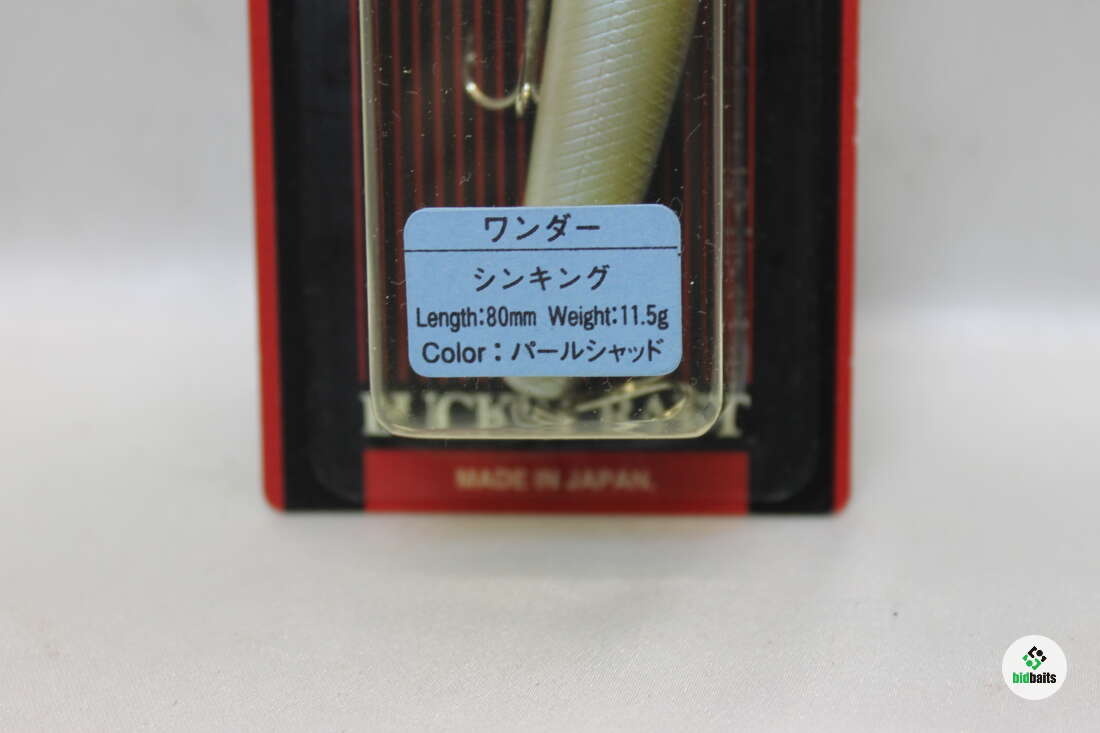 ワンダー
シンキング
Length:80mm Weight:11.5g
Color：パールシャッド
MADE IN JAPAN.
bidbaits